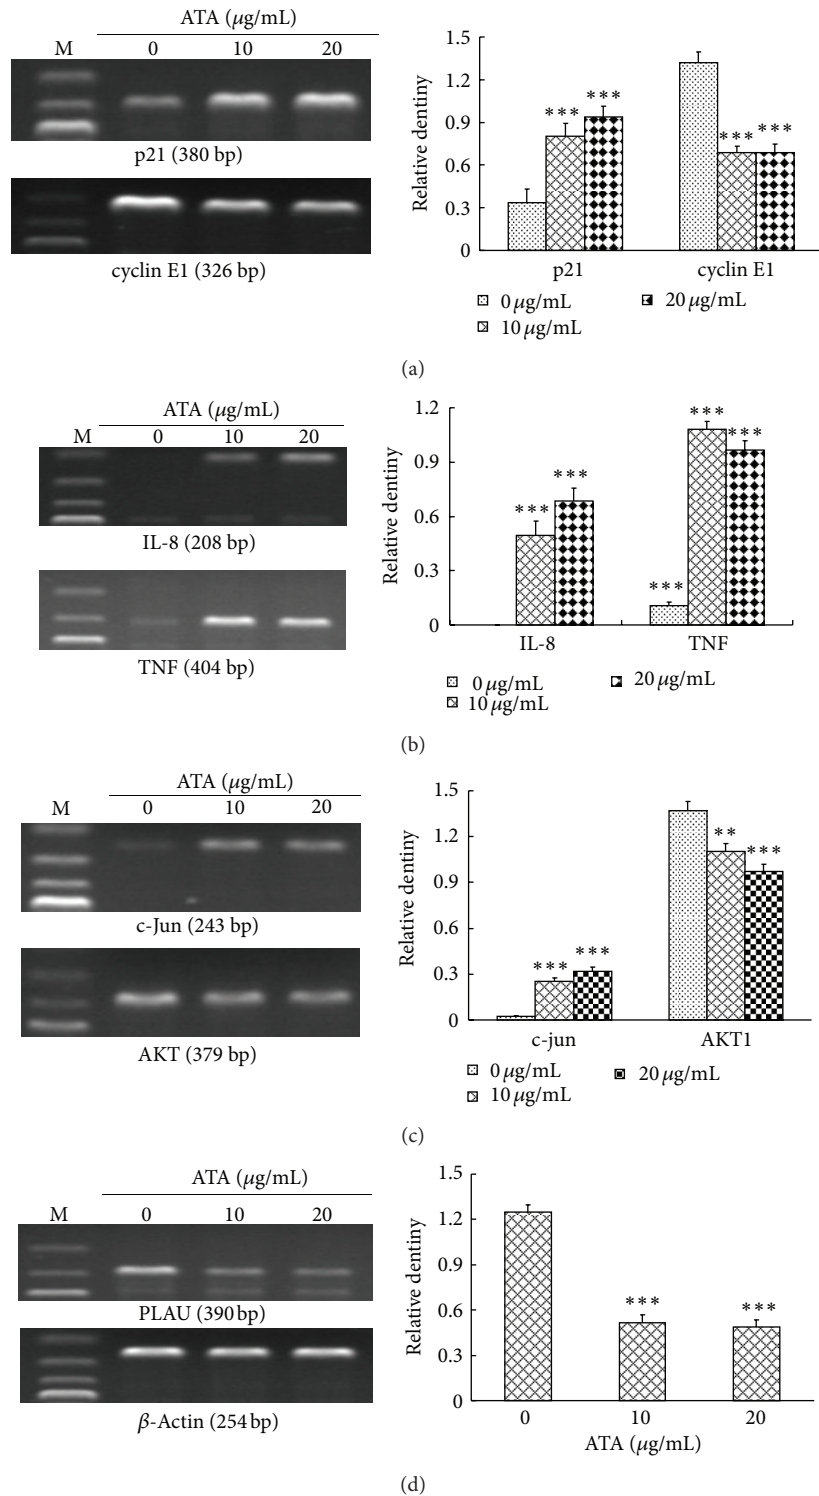 ATA (μg/mL)
M 0 10 20
p21 (380 bp)
cyclin E1 (326 bp)
Relative dentiny
1.5
1.2
0.9
0.6
0.3
0
*** *** *** ***
p21 cyclin E1
0 μg/mL 20 μg/mL
10 μg/mL
(a)
ATA (μg/mL)
M 0 10 20
IL-8 (208 bp)
TNF (404 bp)
Relative dentiny
1.2
0.9
0.6
0.3
0
*** *** *** *** ***
IL-8 TNF
0 μg/mL 20 μg/mL
10 μg/mL
(b)
ATA (μg/mL)
M 0 10 20
c-Jun (243 bp)
AKT (379 bp)
Relative dentiny
1.5
1.2
0.9
0.6
0.3
0
*** *** ** ***
c-jun AKT1
0 μg/mL 20 μg/mL
10 μg/mL
(c)
ATA (μg/mL)
M 0 10 20
PLAU (390 bp)
β-Actin (254 bp)
Relative dentiny
1.5
1.2
0.9
0.6
0.3
0
*** ***
0 10 20
ATA (μg/mL)
(d)